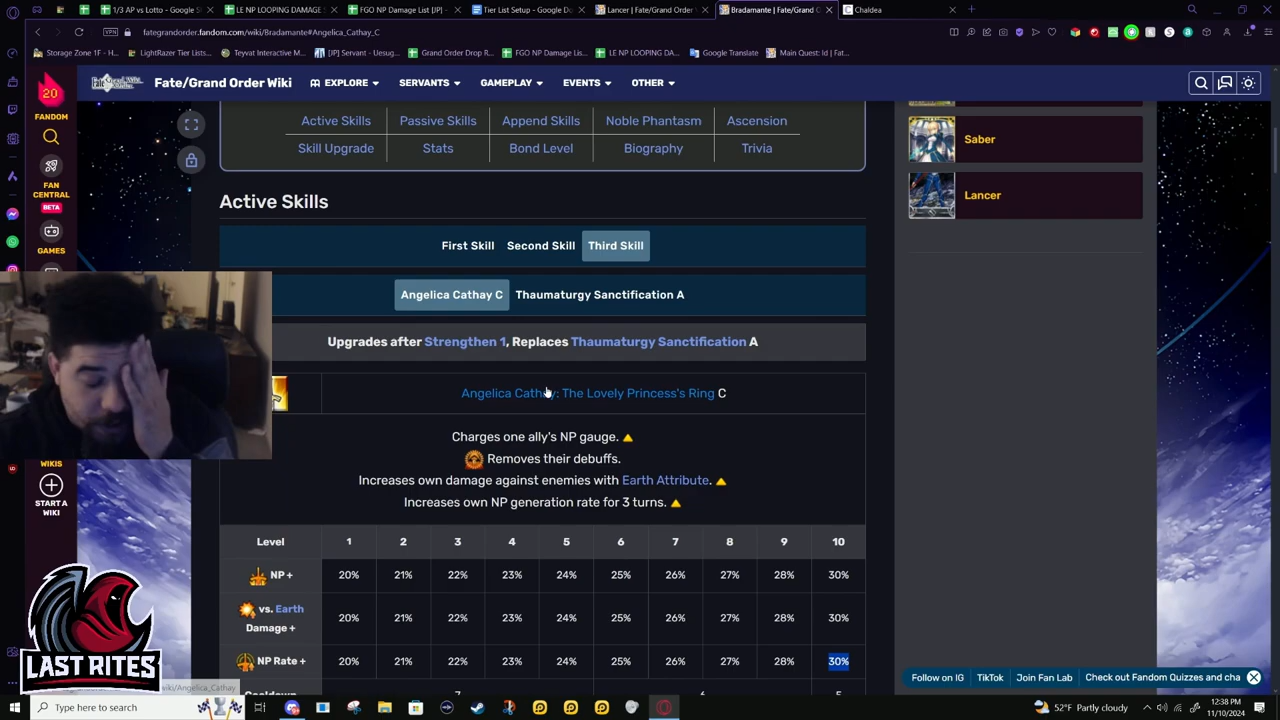 1/3 AP vs Lotto - Google S
LE NP LOOPING DAMAGE
FGO NP Damage List [JP]
Tier List Setup - Google Do
Lancer | Fate/Grand Order
Bradamante | Fate/Grand O
Chaldea
VPN
fategrandorder.fandom.com/wiki/Bradamante#Angelica_Cathay_C
Storage Zone 1F - H...
LightRazer Tier Lists...
Teyvat Interactive M...
[JP] Servant - Uesug...
Grand Order Drop R...
FGO NP Damage Lis...
LE NP LOOPING DA...
Google Translate
Main Quest: Id | Fat...
20
FANDOM
Fate/Grand Order Wiki
EXPLORE
SERVANTS
GAMEPLAY
EVENTS
OTHER
FAN
CENTRAL
BETA
GAMES
WIKIS
START A
WIKI
Active Skills
Passive Skills
Append Skills
Noble Phantasm
Ascension
Skill Upgrade
Stats
Bond Level
Biography
Trivia
Saber
Lancer
Active Skills
First Skill
Second Skill
Third Skill
Angelica Cathay C
Thaumaturgy Sanctification A
Upgrades after Strengthen 1, Replaces Thaumaturgy Sanctification A
Angelica Cathay: The Lovely Princess's Ring C
Charges one ally's NP gauge.
Removes their debuffs.
Increases own damage against enemies with Earth Attribute.
Increases own NP generation rate for 3 turns.
Level 1 2 3 4 5 6 7 8 9 10
NP + 20% 21% 22% 23% 24% 25% 26% 27% 28% 30%
vs. Earth
Damage + 20% 21% 22% 23% 24% 25% 26% 27% 28% 30%
NP Rate + 20% 21% 22% 23% 24% 25% 26% 27% 28% 30%
LAST RITES
wiki/Angelica_Cathay
Follow on IG
TikTok
Join Fan Lab
eck out Fandom Quizzes and cha
Type here to search
52°F Partly cloudy
12:38 PM
11/10/2024